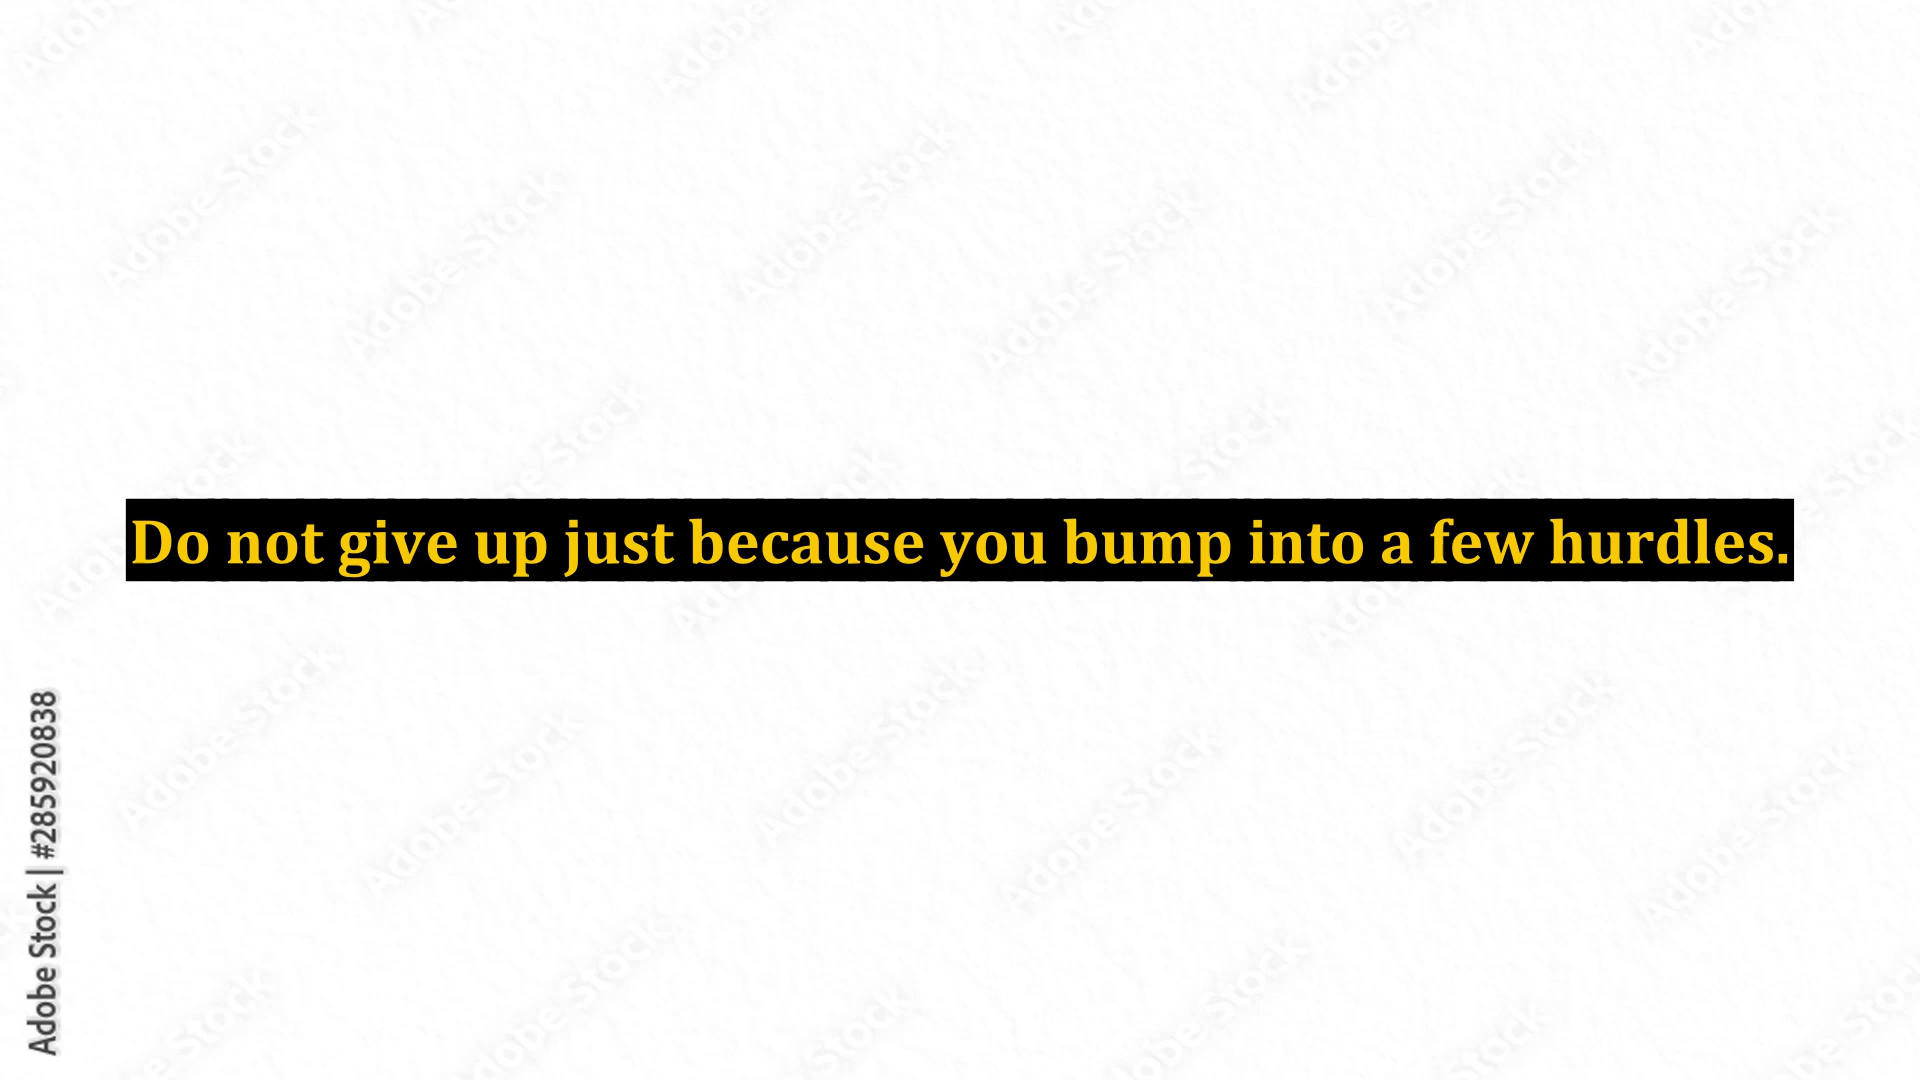 Do not give up just because you bump into a few hurdles.
Adobe Stock | #285920838